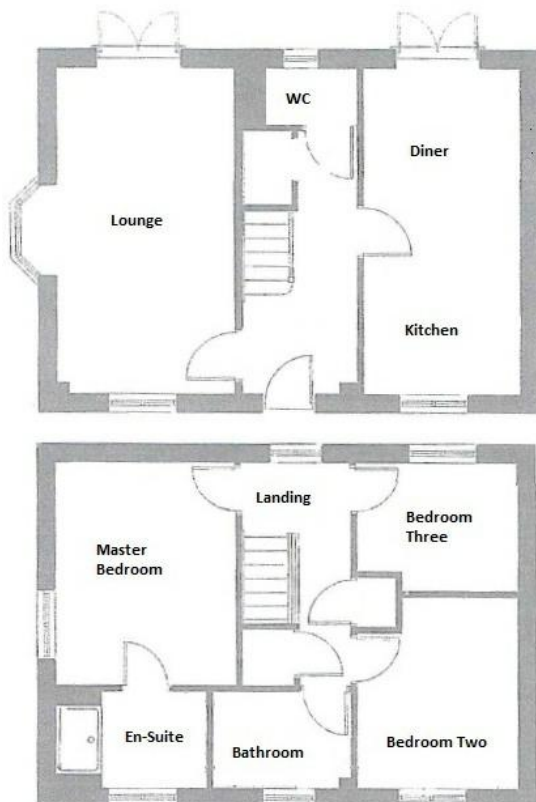 WC
Diner
Lounge
Kitchen
Landing
Bedroom
Three
Master
Bedroom
En-Suite
Bathroom
Bedroom Two